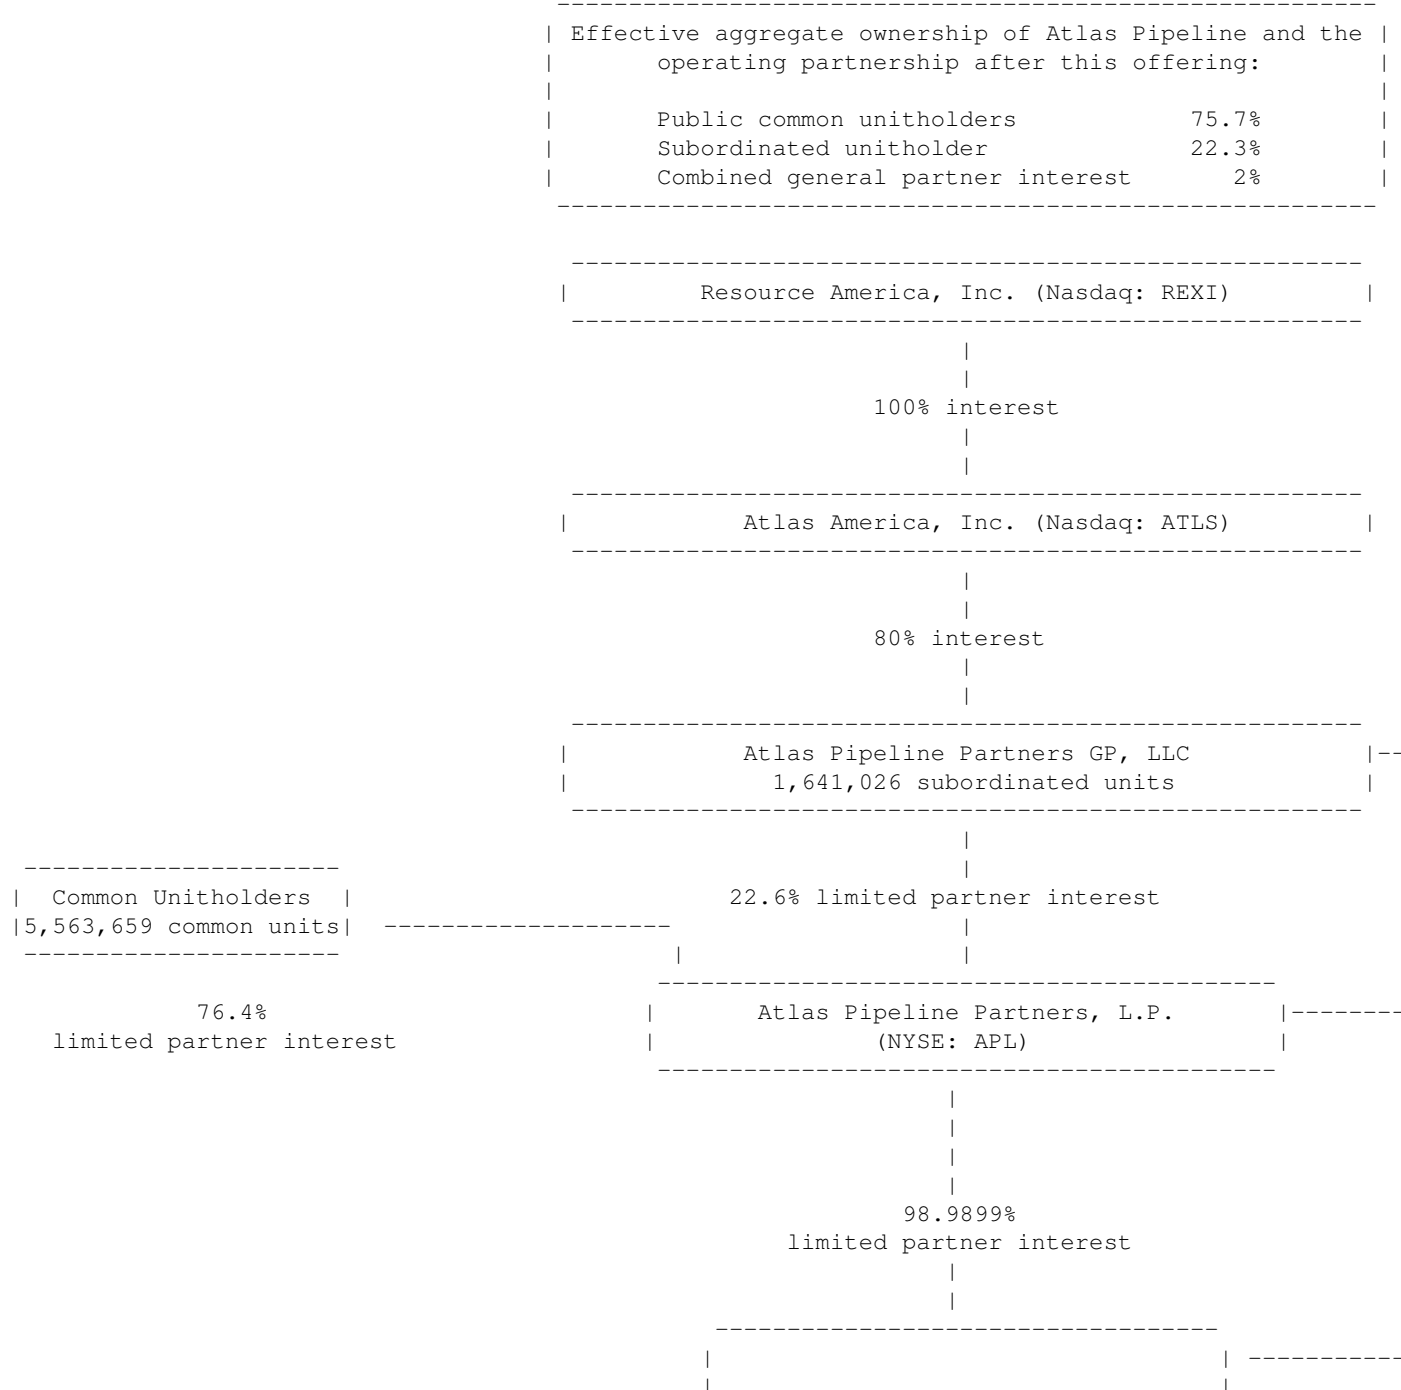 Effective aggregate ownership of Atlas Pipeline and the
operating partnership after this offering:
Public common unitholders 75.7%
Subordinated unitholder 22.3%
Combined general partner interest 2%
Resource America, Inc. (Nasdaq: REXI)
100% interest
Atlas America, Inc. (Nasdaq: ATLS)
80% interest
Atlas Pipeline Partners GP, LLC
1,641,026 subordinated units
Common Unitholders
5,563,659 common units
22.6% limited partner interest
76.4%
limited partner interest
Atlas Pipeline Partners, L.P.
(NYSE: APL)
98.9899%
limited partner interest